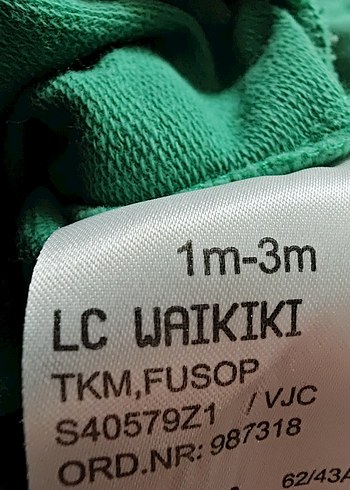 1m-3m
LC WAIKIKI
TKM,FUSOP
S40579Z1 / VJC
ORD.NR: 987318
62/43A